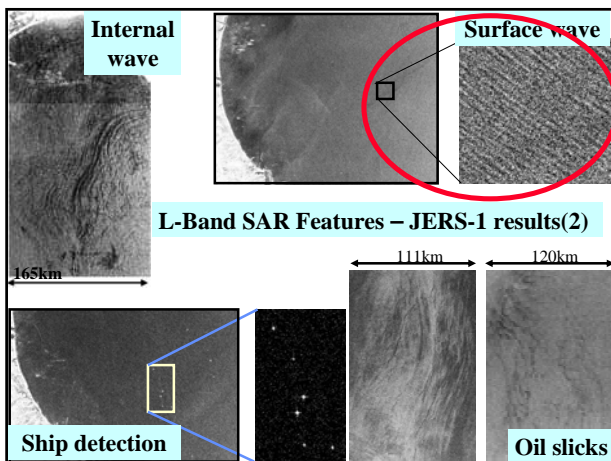 Internal
wave
Surface wave
L-Band SAR Features – JERS-1 results(2)
165km
111km
120km
Ship detection
Oil slicks